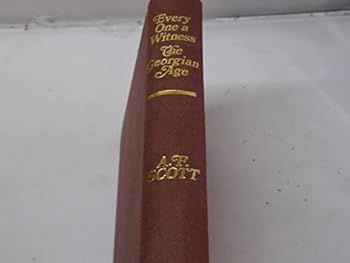 Every
One a
Witness
The
Georgian
Age
A.F.
SCOTT